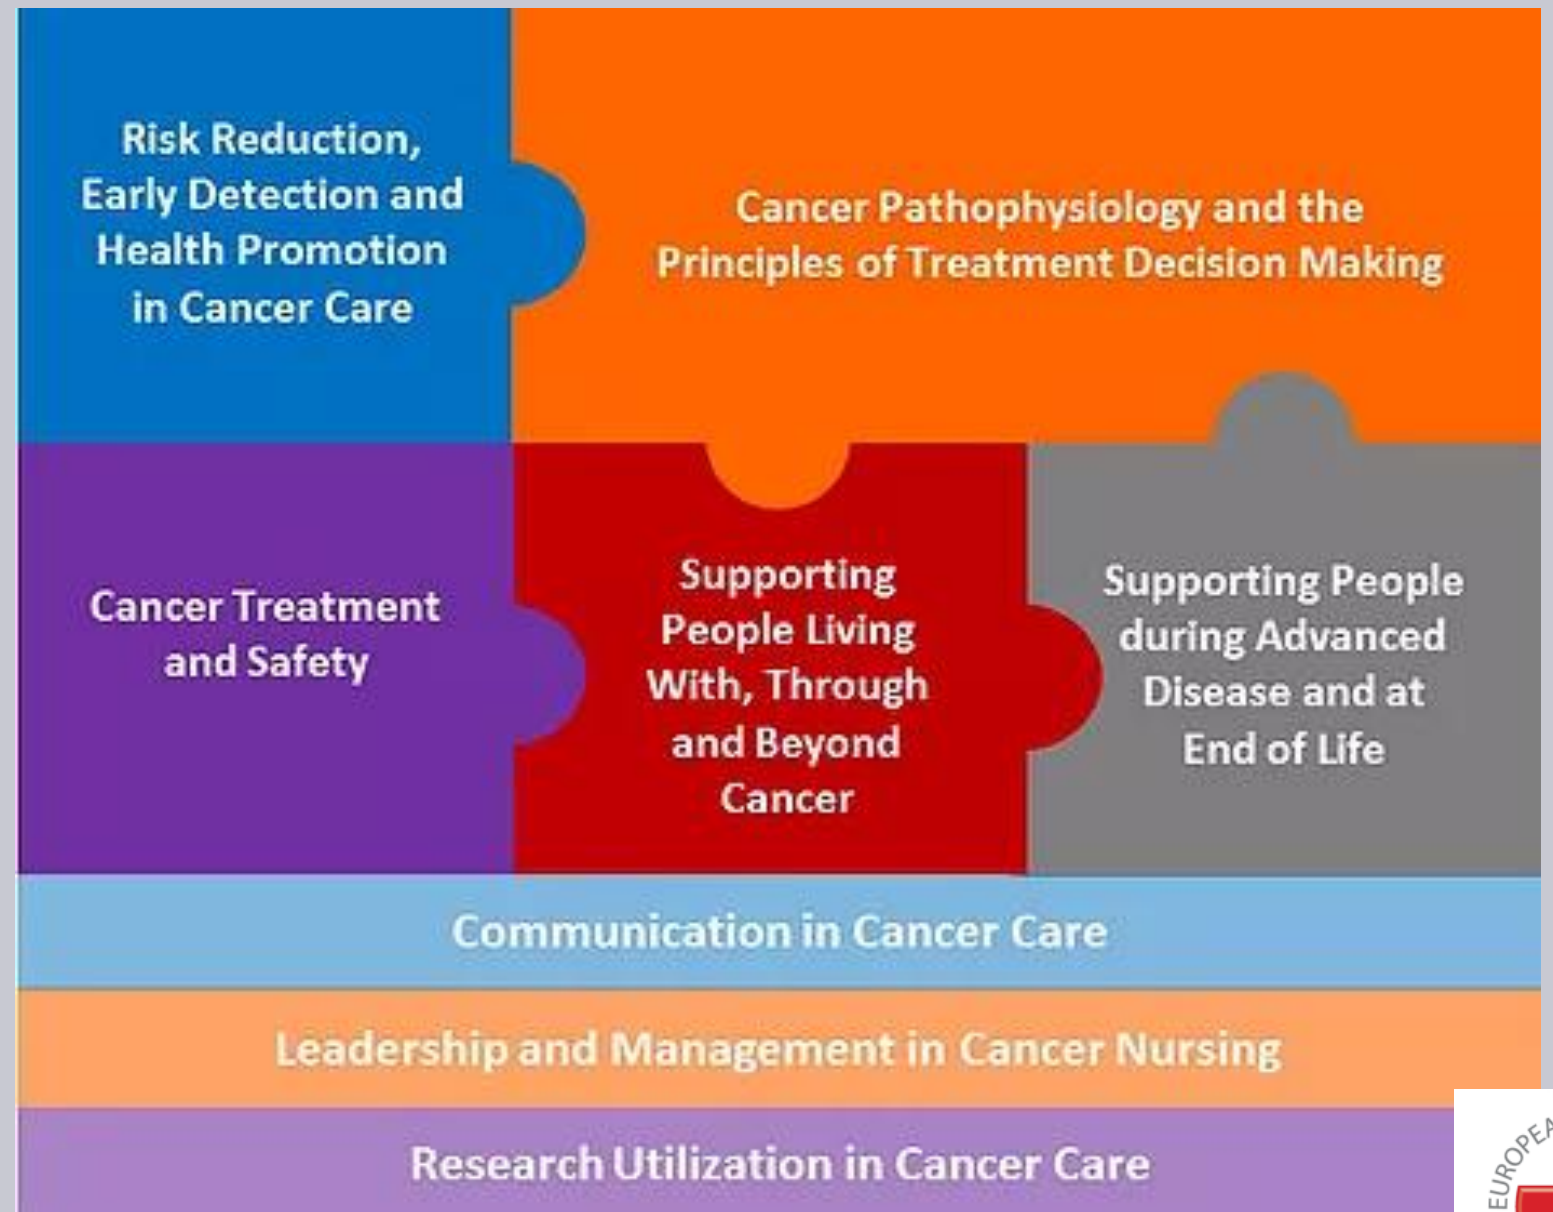 Risk Reduction,
Early Detection and
Health Promotion
in Cancer Care
Cancer Pathophysiology and the
Principles of Treatment Decision Making
Cancer Treatment
and Safety
Supporting
People Living
With, Through
and Beyond
Cancer
Supporting People
during Advanced
Disease and at
End of Life
Communication in Cancer Care
Leadership and Management in Cancer Nursing
Research Utilization in Cancer Care